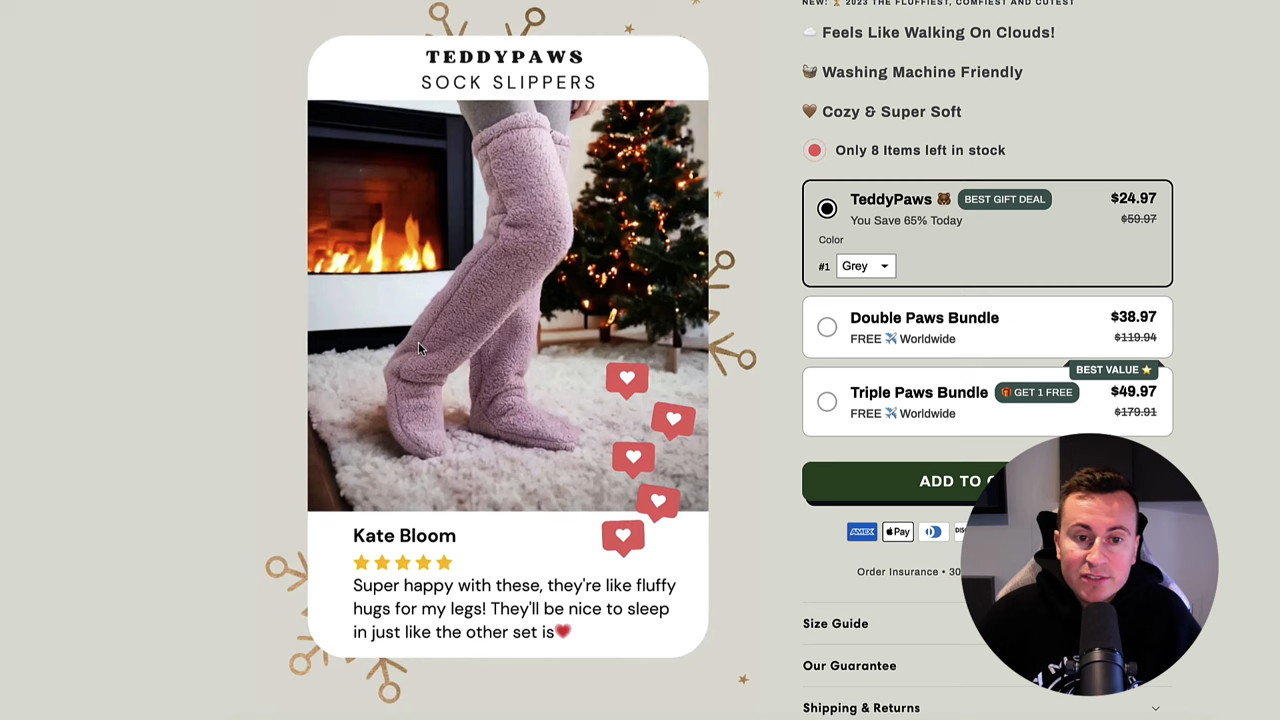 TEDDYPAWS
SOCK SLIPPERS
Kate Bloom
Super happy with these, they're like fluffy
hugs for my legs! They'll be nice to sleep
in just like the other set is
NEW: 2023 THE FLUFFIEST, COMFIEST AND CUTEST
Feels Like Walking On Clouds!
Washing Machine Friendly
Cozy & Super Soft
Only 8 Items left in stock
TeddyPaws BEST GIFT DEAL $24.97
You Save 65% Today $59.97
Color
#1 Grey
Double Paws Bundle $38.97
FREE Worldwide $119.94
BEST VALUE
Triple Paws Bundle GET 1 FREE $49.97
FREE Worldwide $179.91
ADD TO
AMEX Pay
Order Insurance • 30
Size Guide
Our Guarantee
Shipping & Returns